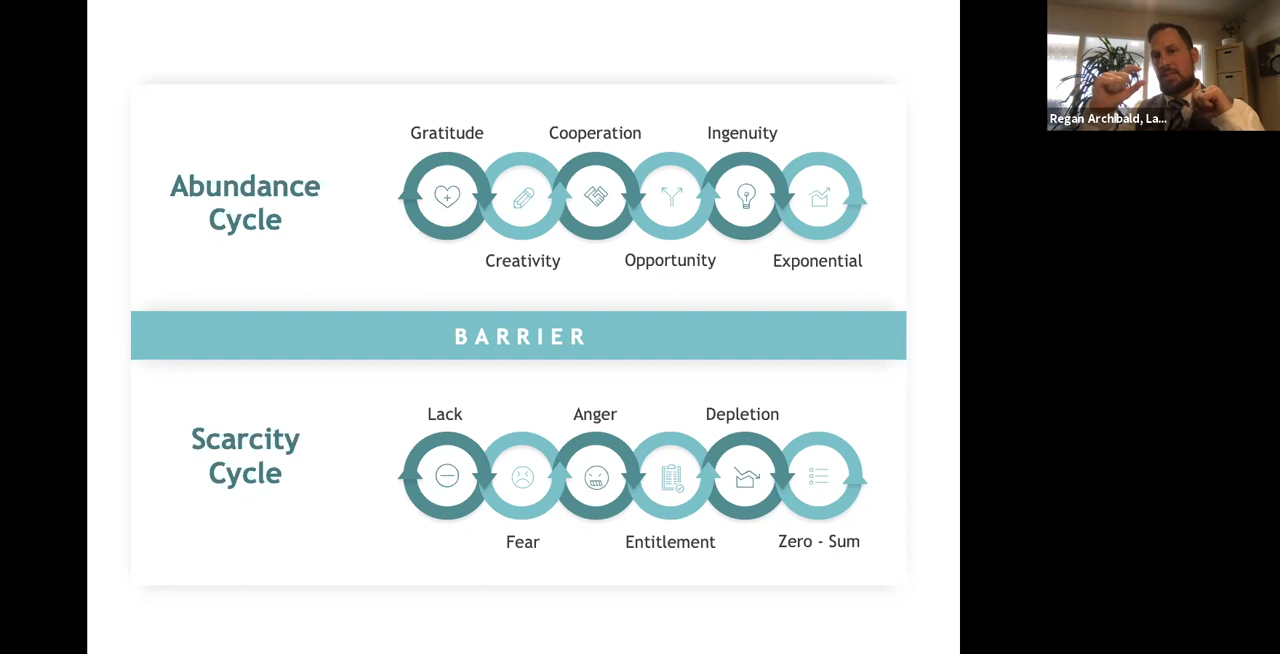 Regan Archibald, La...
Gratitude
Cooperation
Ingenuity
Abundance
Cycle
Creativity
Opportunity
Exponential
BARRIER
Lack
Anger
Depletion
Scarcity
Cycle
Fear
Entitlement
Zero - Sum